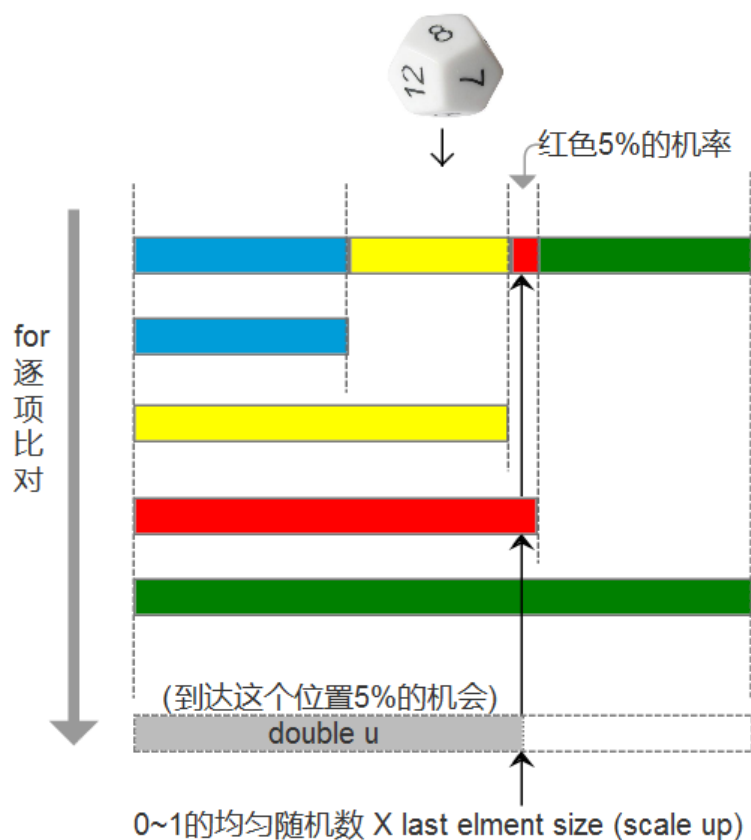 8
12
7
红色5%的机率
for
逐
项
比
对
(到达这个位置5%的机会)
double u
0~1的均匀随机数 X last elment size (scale up)